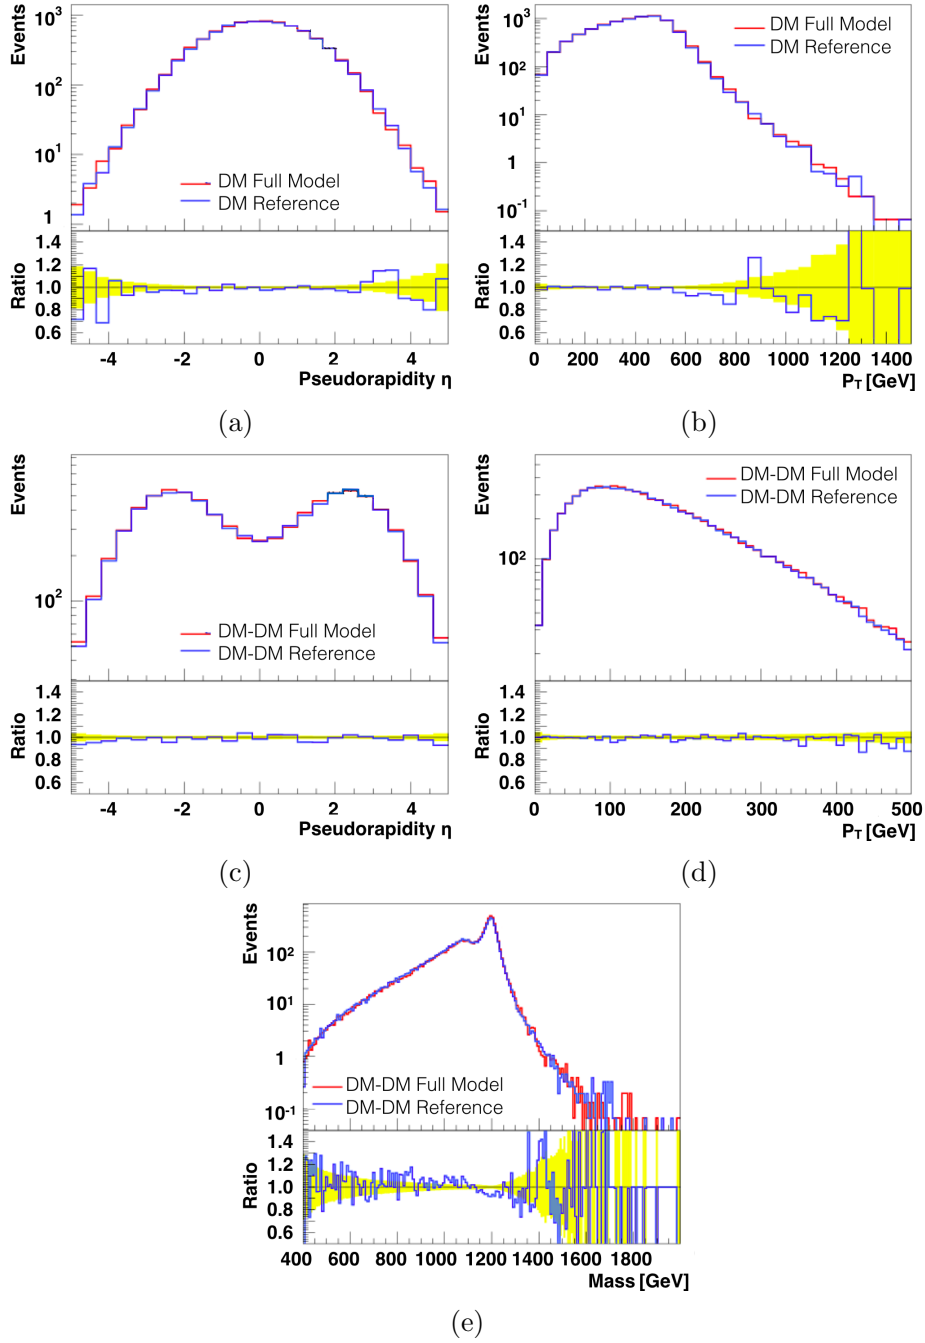 Events
10³
10²
10¹
1
DM Full Model
DM Reference
Ratio
1.4
1.2
1.0
0.8
0.6
-4 -2 0 2 4
Pseudorapidity η
(a)
Events
10³
10²
10¹
1
10⁻¹
DM Full Model
DM Reference
Ratio
1.4
1.2
1.0
0.8
0.6
0 200 400 600 800 1000 1200 1400
P_T [GeV]
(b)
Events
10²
DM-DM Full Model
DM-DM Reference
Ratio
1.4
1.2
1.0
0.8
0.6
-4 -2 0 2 4
Pseudorapidity η
(c)
Events
10²
DM-DM Full Model
DM-DM Reference
Ratio
1.4
1.2
1.0
0.8
0.6
0 100 200 300 400 500
P_T [GeV]
(d)
Events
10²
10¹
1
10⁻¹
DM-DM Full Model
DM-DM Reference
Ratio
1.4
1.2
1.0
0.8
0.6
400 600 800 1000 1200 1400 1600 1800
Mass [GeV]
(e)